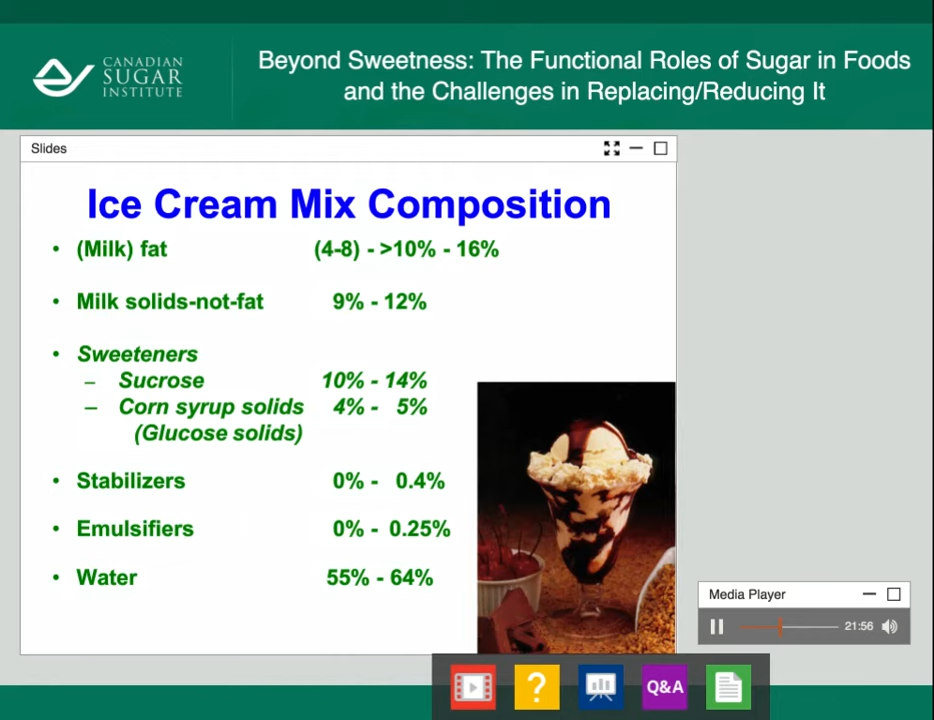 CANADIAN
SUGAR
INSTITUTE
Beyond Sweetness: The Functional Roles of Sugar in Foods
and the Challenges in Replacing/Reducing It
Slides
Ice Cream Mix Composition
• (Milk) fat (4-8) - >10% - 16%
• Milk solids-not-fat 9% - 12%
• Sweeteners
– Sucrose 10% - 14%
– Corn syrup solids 4% - 5%
(Glucose solids)
• Stabilizers 0% - 0.4%
• Emulsifiers 0% - 0.25%
• Water 55% - 64%
Media Player
21:56
? Q&A